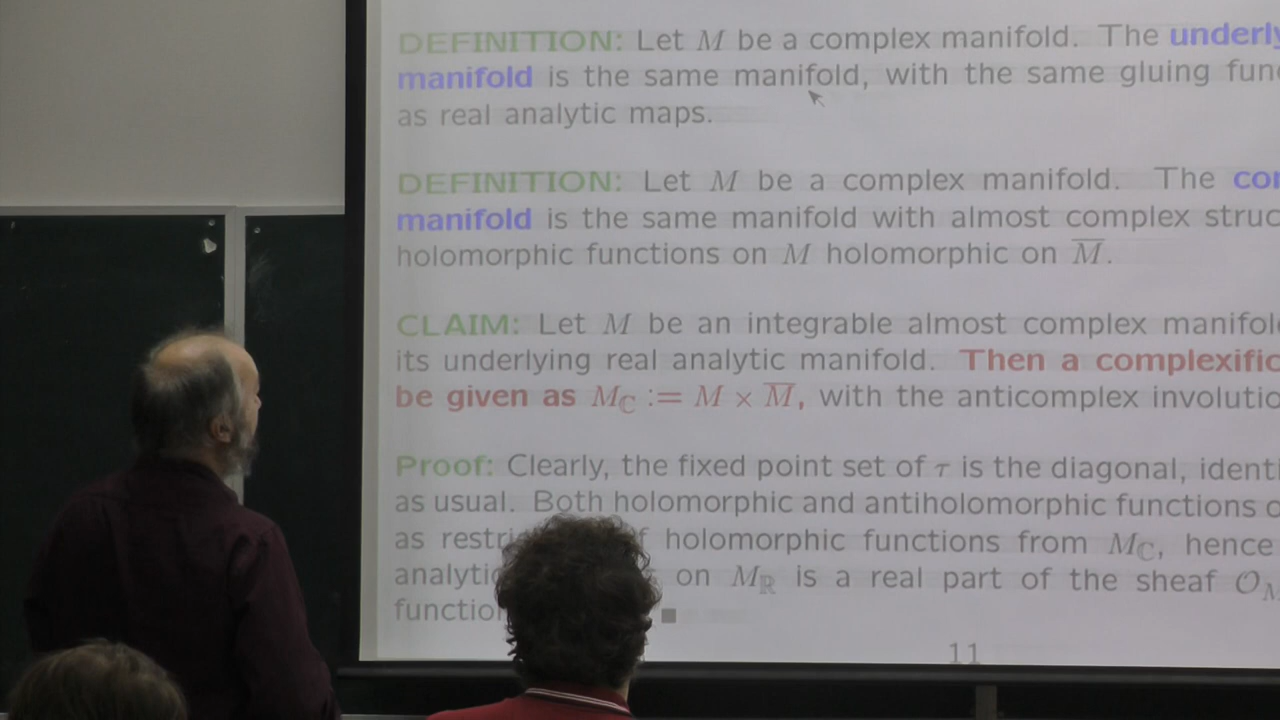 DEFINITION: Let M be a complex manifold. The underly
manifold is the same manifold, with the same gluing func
as real analytic maps.
DEFINITION: Let M be a complex manifold. The co
manifold is the same manifold with almost complex struc
holomorphic functions on M holomorphic on M̅.
CLAIM: Let M be an integrable almost complex manifol
its underlying real analytic manifold. Then a complexific
be given as M_ℂ := M × M̅, with the anticomplex involutio
Proof: Clearly, the fixed point set of τ is the diagonal, identi
as usual. Both holomorphic and antiholomorphic functions
as restri f holomorphic functions from M_ℂ, hence
analytic on M_ℝ is a real part of the sheaf 𝒪_M
function ■
11